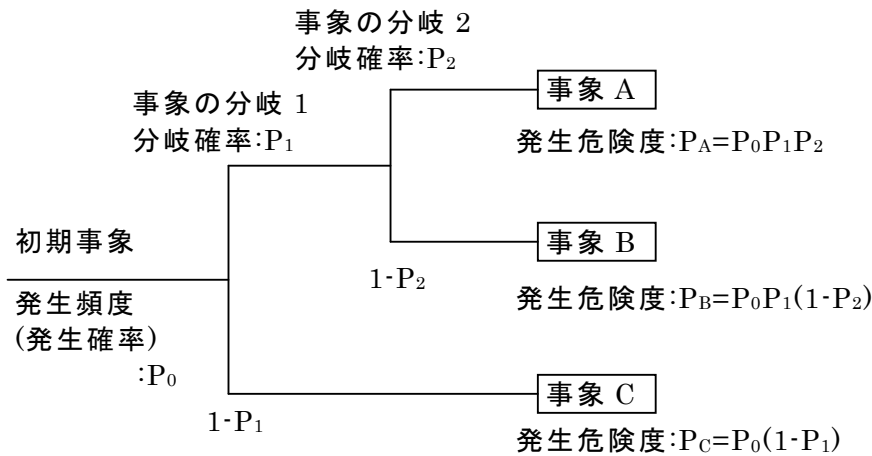 事象の分岐 2
分岐確率:P₂
事象の分岐 1
分岐確率:P₁
事象 A
発生危険度:P_A=P₀P₁P₂
初期事象
発生頻度
(発生確率)
:P₀
事象 B
1-P₂
発生危険度:P_B=P₀P₁(1-P₂)
事象 C
1-P₁
発生危険度:P_C=P₀(1-P₁)